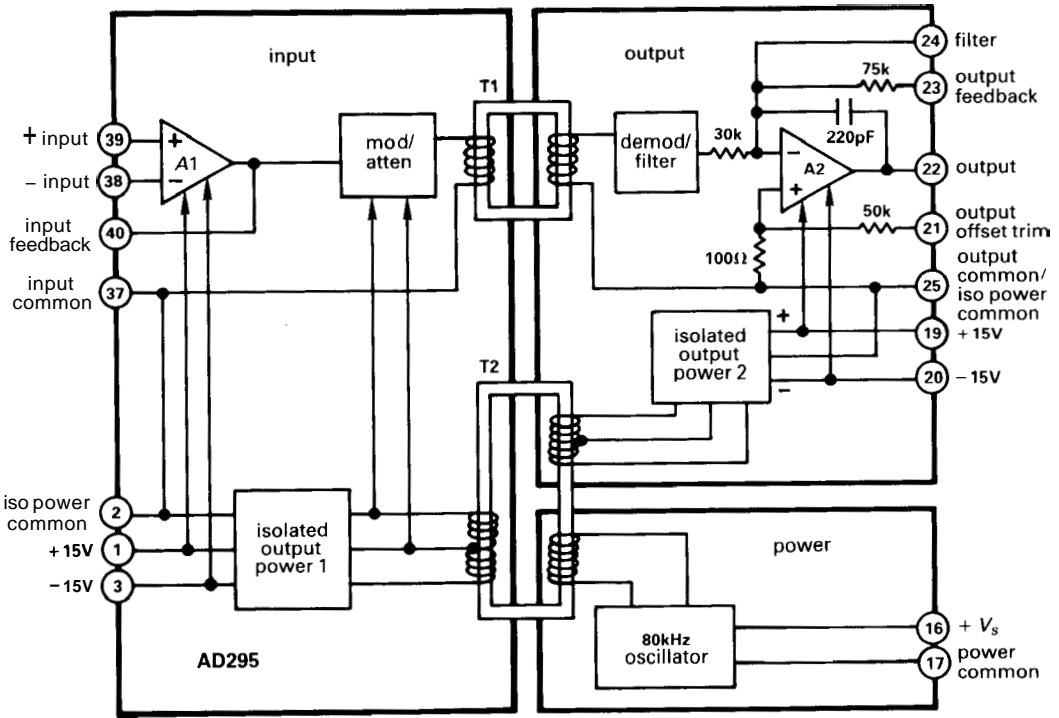 input
output
24
filter
T1
75k
23
output
feedback
39
+ input
+
A1
mod/
atten
demod/
filter
30k
220pF
−
A2
+
22
output
38
− input
−
40
input
feedback
50k
21
output
offset trim
100Ω
37
input
common
25
output
common/
iso power
common
+
isolated
output
power 2
−
19
+15V
T2
20
−15V
2
iso power
common
1
+15V
3
−15V
isolated
output
power 1
power
80kHz
oscillator
16
+ Vs
17
power
common
AD295